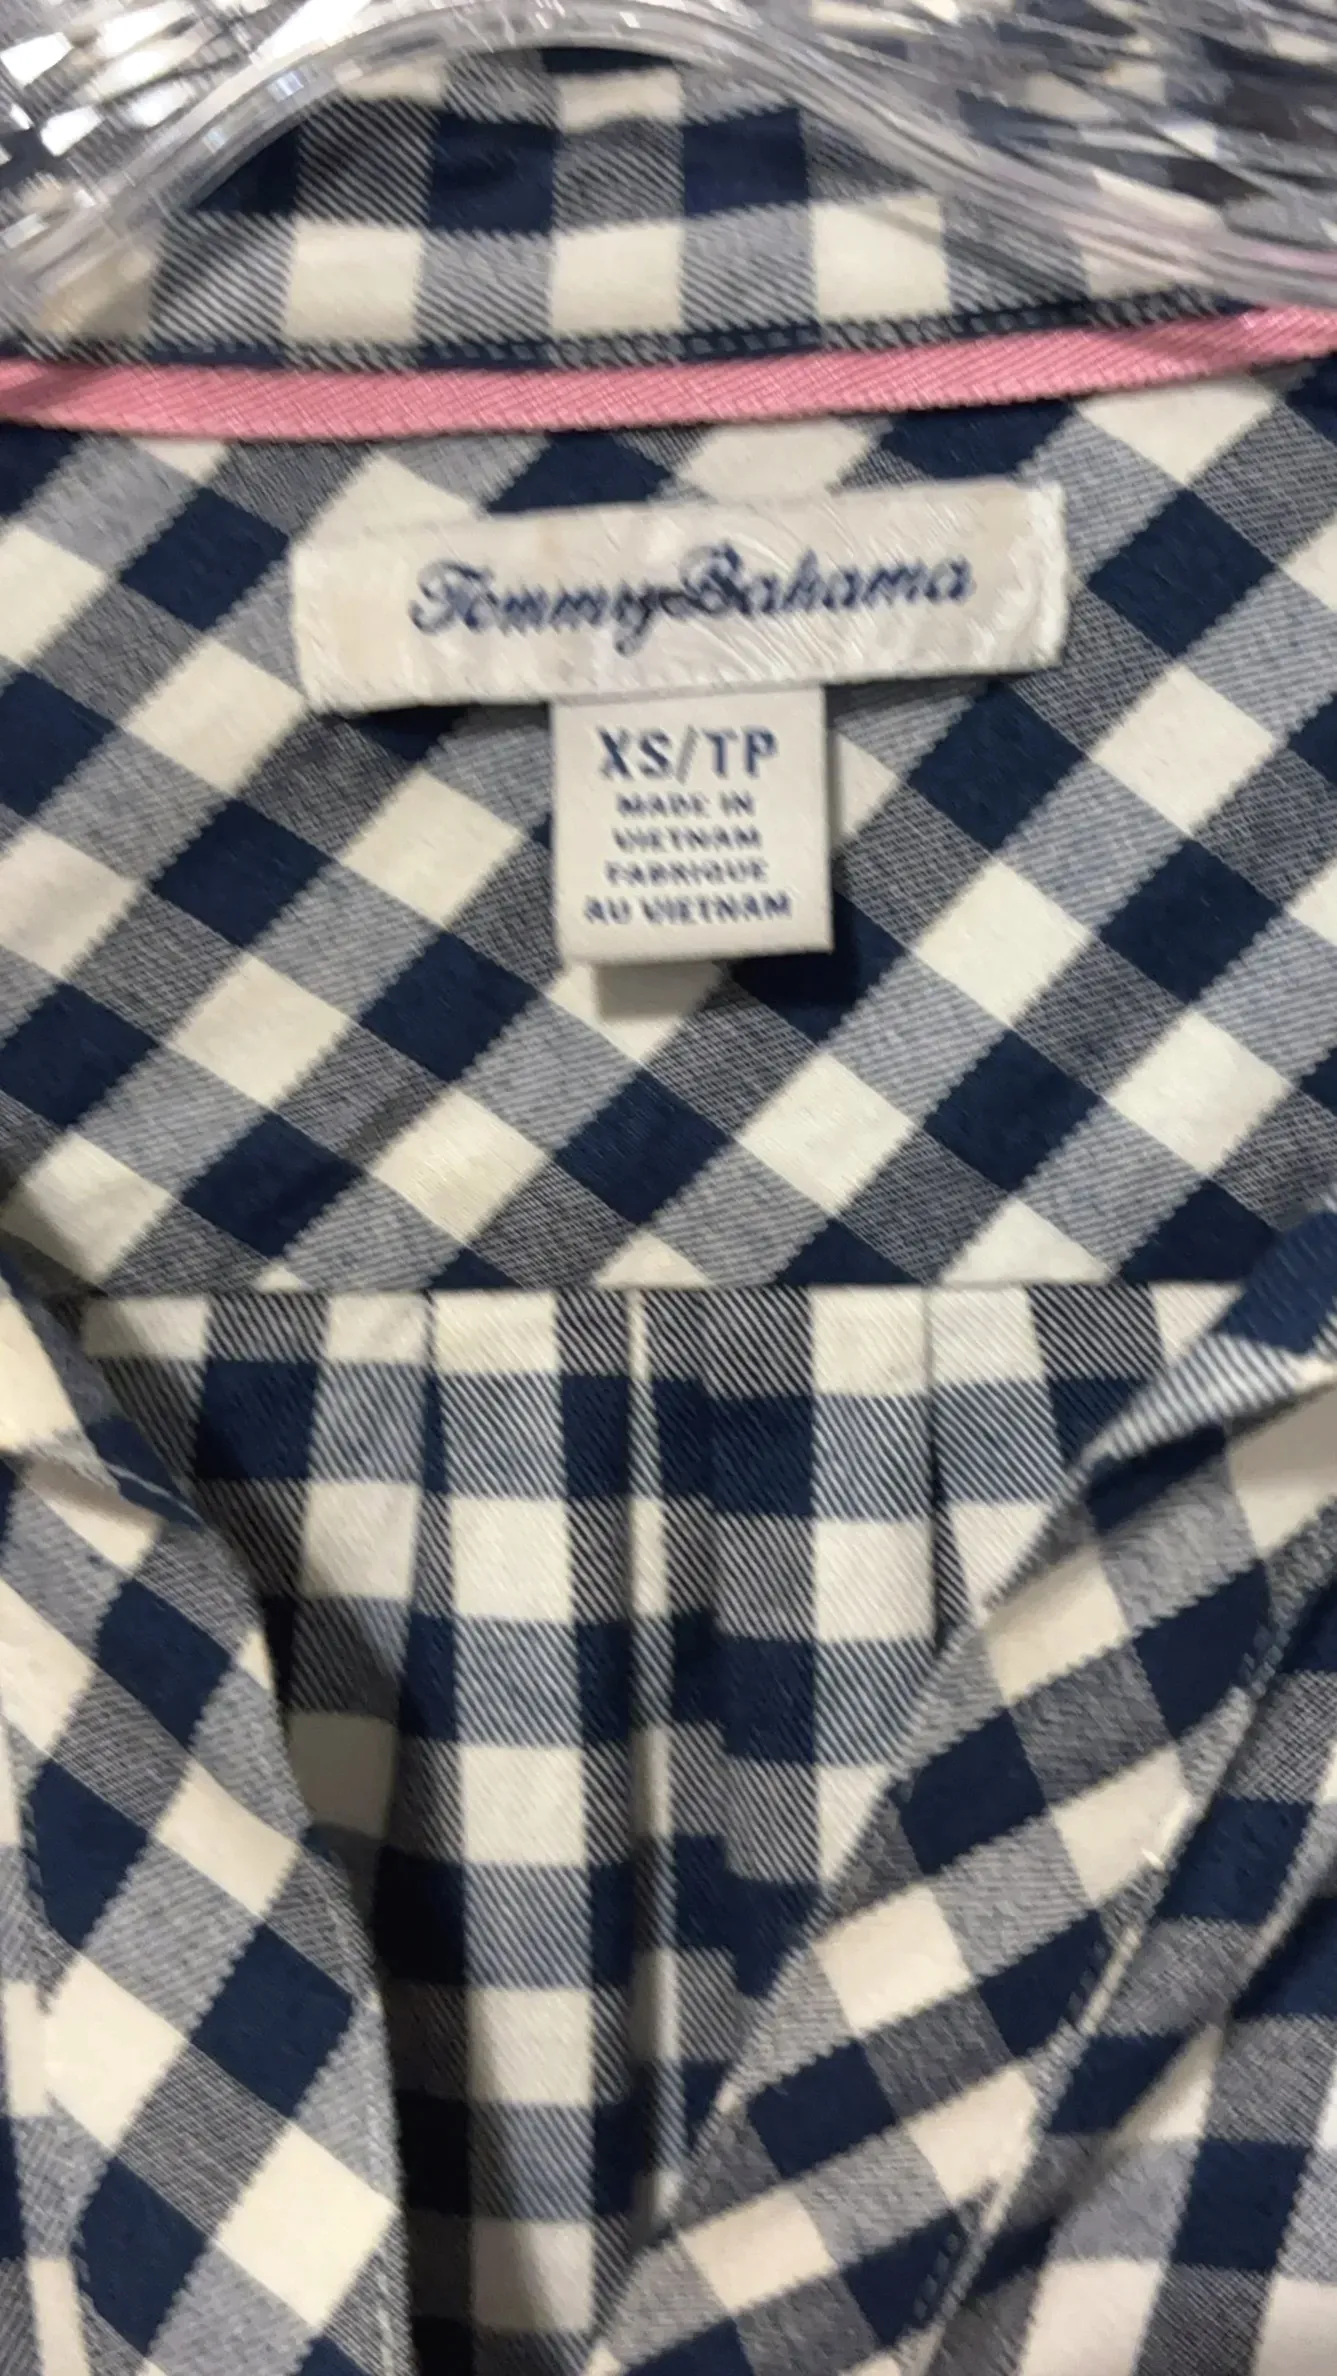 Tommy Bahama
XS/TP
MADE IN
VIETNAM
FABRIQUE
AU VIETNAM